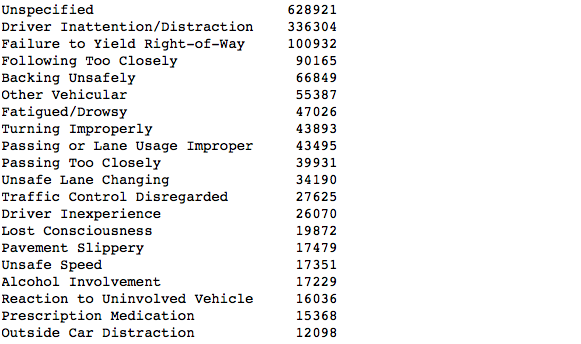 Unspecified 628921
Driver Inattention/Distraction 336304
Failure to Yield Right-of-Way 100932
Following Too Closely 90165
Backing Unsafely 66849
Other Vehicular 55387
Fatigued/Drowsy 47026
Turning Improperly 43893
Passing or Lane Usage Improper 43495
Passing Too Closely 39931
Unsafe Lane Changing 34190
Traffic Control Disregarded 27625
Driver Inexperience 26070
Lost Consciousness 19872
Pavement Slippery 17479
Unsafe Speed 17351
Alcohol Involvement 17229
Reaction to Uninvolved Vehicle 16036
Prescription Medication 15368
Outside Car Distraction 12098